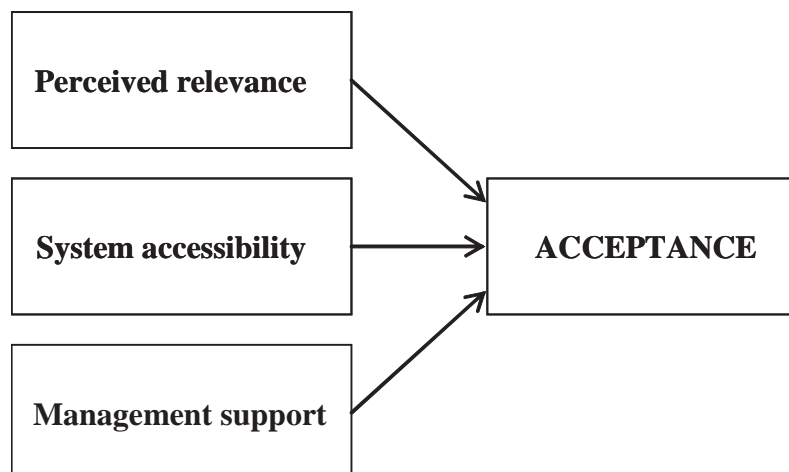 Perceived relevance
System accessibility
ACCEPTANCE
Management support